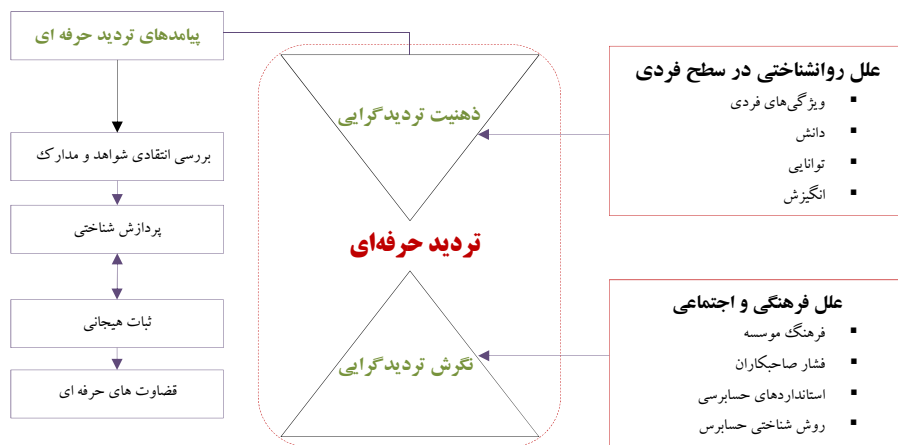 علل روانشناختی در سطح فردی
▪ ویژگی‌های فردی
▪ دانش
▪ توانایی
▪ انگیزش
علل فرهنگی و اجتماعی
▪ فرهنگ موسسه
▪ فشار صاحبکاران
▪ استانداردهای حسابرسی
▪ روش شناختی حسابرس
ذهنیت تردیدگرایی
تردید حرفه‌ای
نگرش تردیدگرایی
پیامدهای تردید حرفه ای
بررسی انتقادی شواهد و مدارک
پردازش شناختی
ثبات هیجانی
قضاوت های حرفه ای